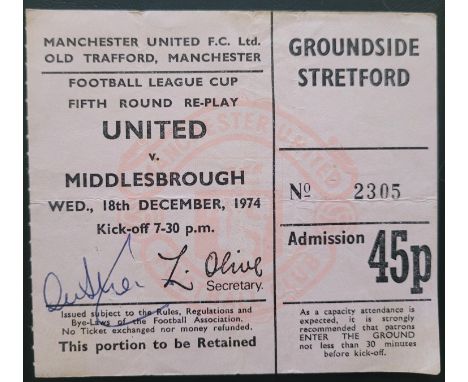 MANCHESTER UNITED F.C. Ltd.
OLD TRAFFORD, MANCHESTER
FOOTBALL LEAGUE CUP
FIFTH ROUND RE-PLAY
UNITED
v.
MIDDLESBROUGH
WED., 18th DECEMBER, 1974
Kick-off 7-30 p.m.
L. Olive
Secretary.
Issued subject to the Rules, Regulations and
Bye-Laws of the Football Association.
No Ticket exchanged nor money refunded.
This portion to be Retained
GROUNDSIDE
STRETFORD
No 2305
Admission 45p
As a capacity attendance is
expected, it is strongly
recommended that patrons
ENTER THE GROUND
not less than 30 minutes
before kick-off.
MANCHESTER UNITED